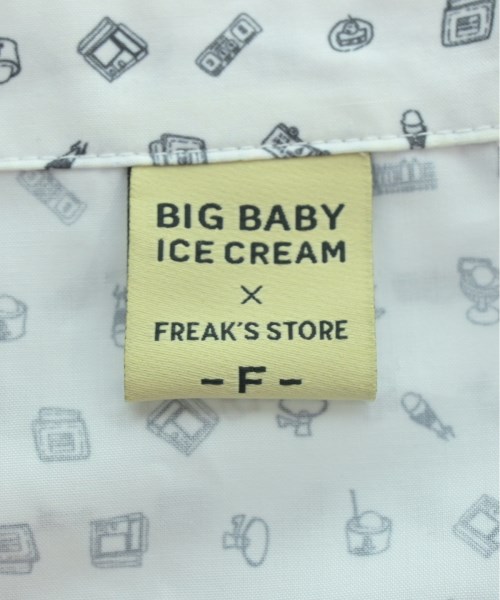 BIG BABY
ICE CREAM
×
FREAK'S STORE
- F -